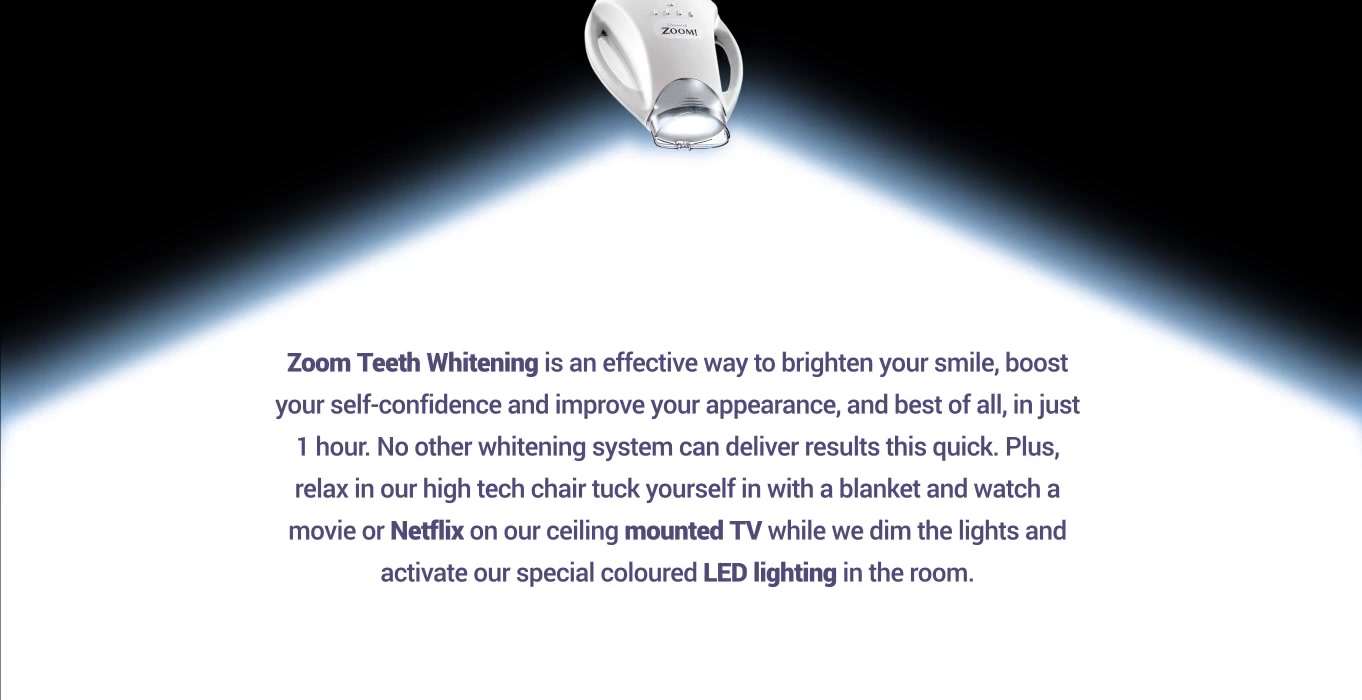 ZOOM!
Zoom Teeth Whitening is an effective way to brighten your smile, boost
your self-confidence and improve your appearance, and best of all, in just
1 hour. No other whitening system can deliver results this quick. Plus,
relax in our high tech chair tuck yourself in with a blanket and watch a
movie or Netflix on our ceiling mounted TV while we dim the lights and
activate our special coloured LED lighting in the room.